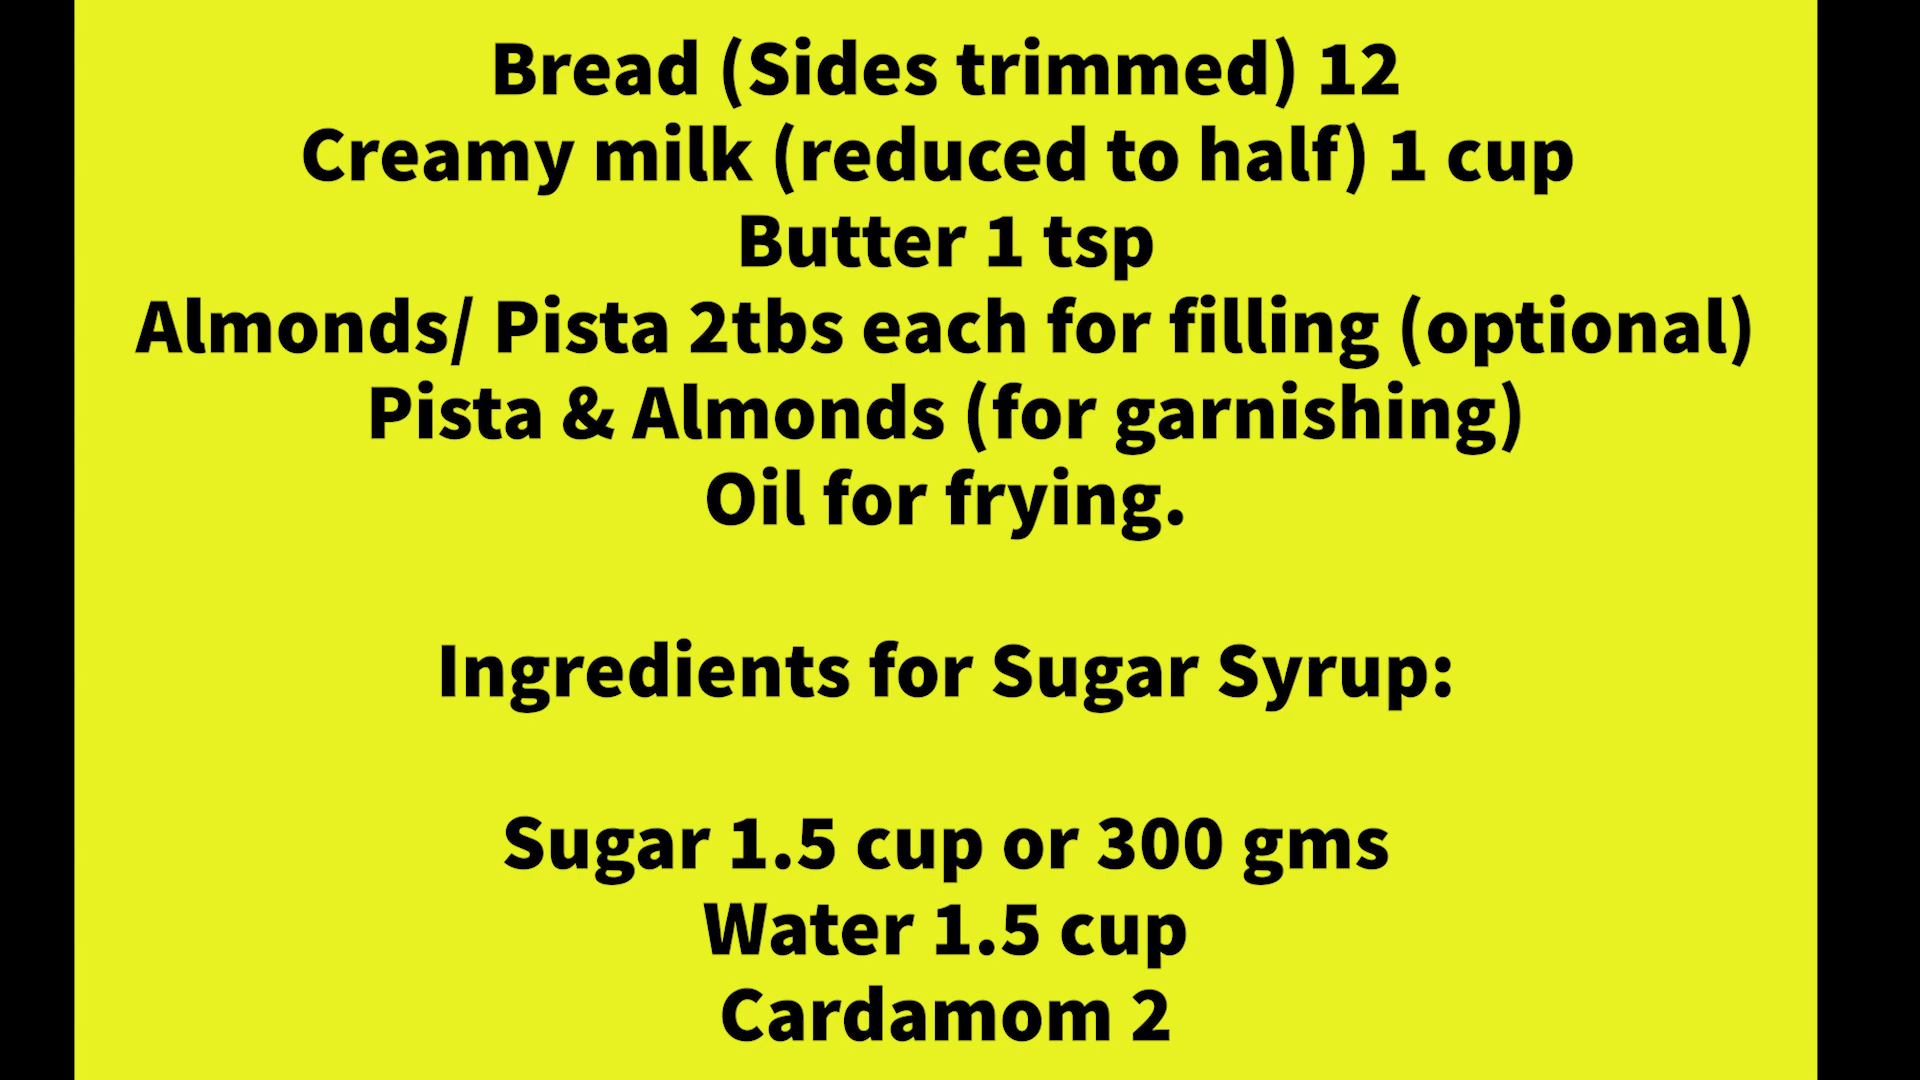 Bread (Sides trimmed) 12
Creamy milk (reduced to half) 1 cup
Butter 1 tsp
Almonds/ Pista 2tbs each for filling (optional)
Pista & Almonds (for garnishing)
Oil for frying.
Ingredients for Sugar Syrup:
Sugar 1.5 cup or 300 gms
Water 1.5 cup
Cardamom 2